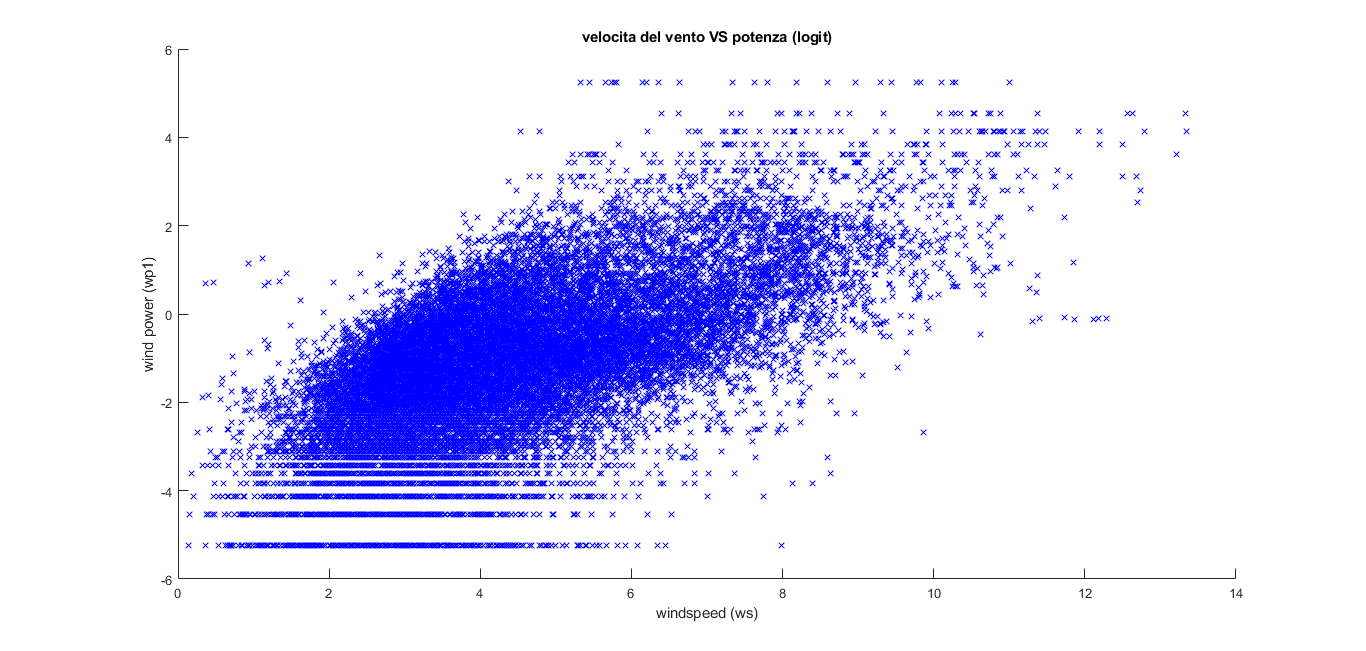 velocita del vento VS potenza (logit)
6
4
2
0
-2
-4
-6
wind power (wp1)
0 2 4 6 8 10 12 14
windspeed (ws)